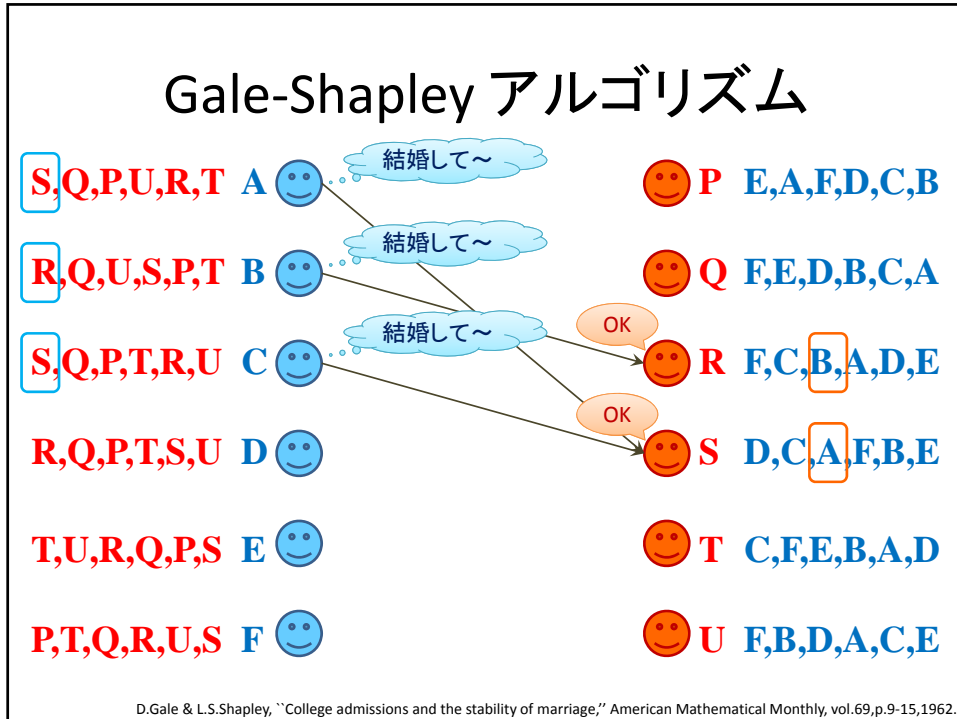 Gale-Shapley アルゴリズム
S,Q,P,U,R,T A 結婚して～ P E,A,F,D,C,B
R,Q,U,S,P,T B 結婚して～ Q F,E,D,B,C,A
S,Q,P,T,R,U C 結婚して～ OK R F,C,B,A,D,E
R,Q,P,T,S,U D OK S D,C,A,F,B,E
T,U,R,Q,P,S E T C,F,E,B,A,D
P,T,Q,R,U,S F U F,B,D,A,C,E
D.Gale & L.S.Shapley, ``College admissions and the stability of marriage,'' American Mathematical Monthly, vol.69,p.9-15,1962.